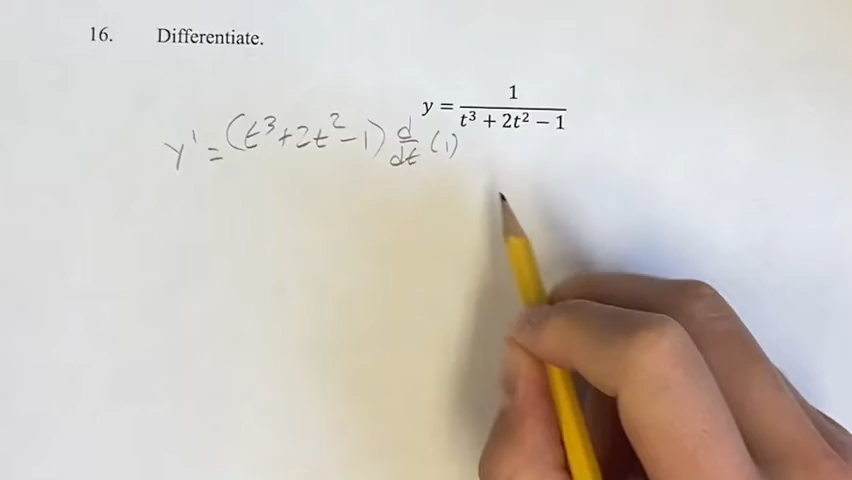 16. Differentiate.
y = 1 / (t³ + 2t² − 1)
y' = (t³+2t²−1) d/dt (1)